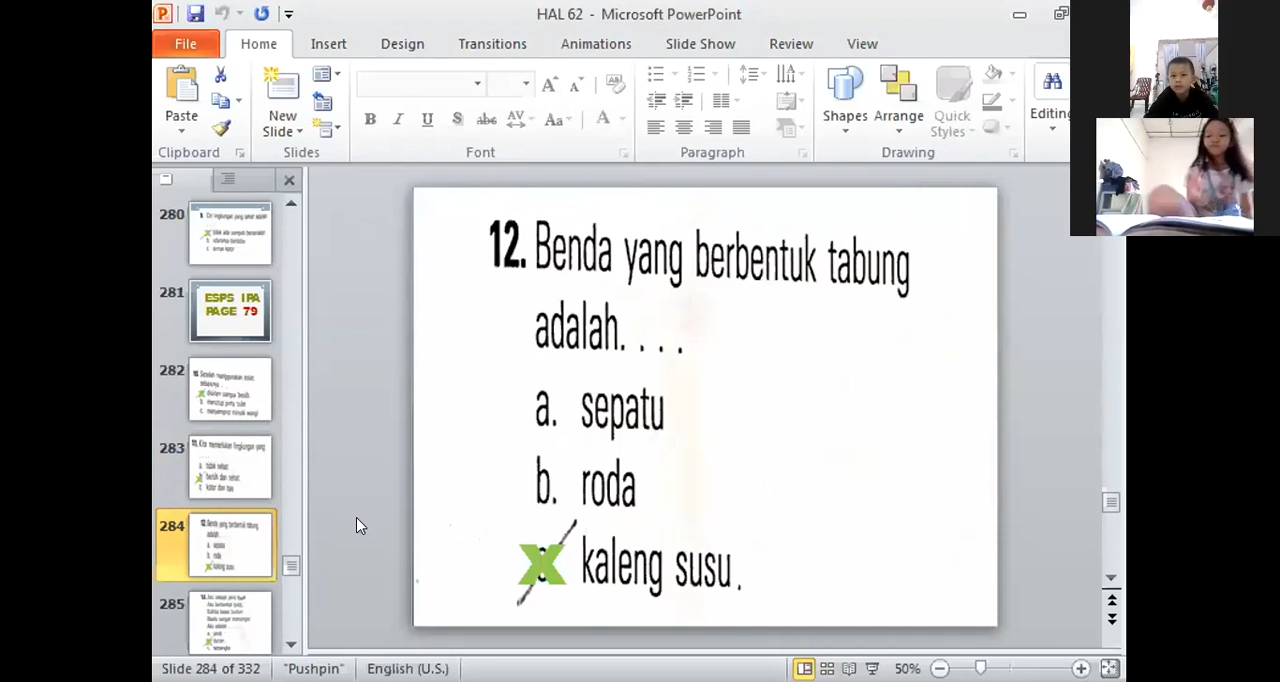 HAL 62 - Microsoft PowerPoint
File Home Insert Design Transitions Animations Slide Show Review View
Paste
New
Slide
Shapes Arrange Quick
Styles
Editing
Clipboard Slides Font Paragraph Drawing
280
281
ESPS IPA
PAGE 79
282
283
284
285
12. Benda yang berbentuk tabung
adalah. . . .
a. sepatu
b. roda
X kaleng susu.
Slide 284 of 332 "Pushpin" English (U.S.) 50%